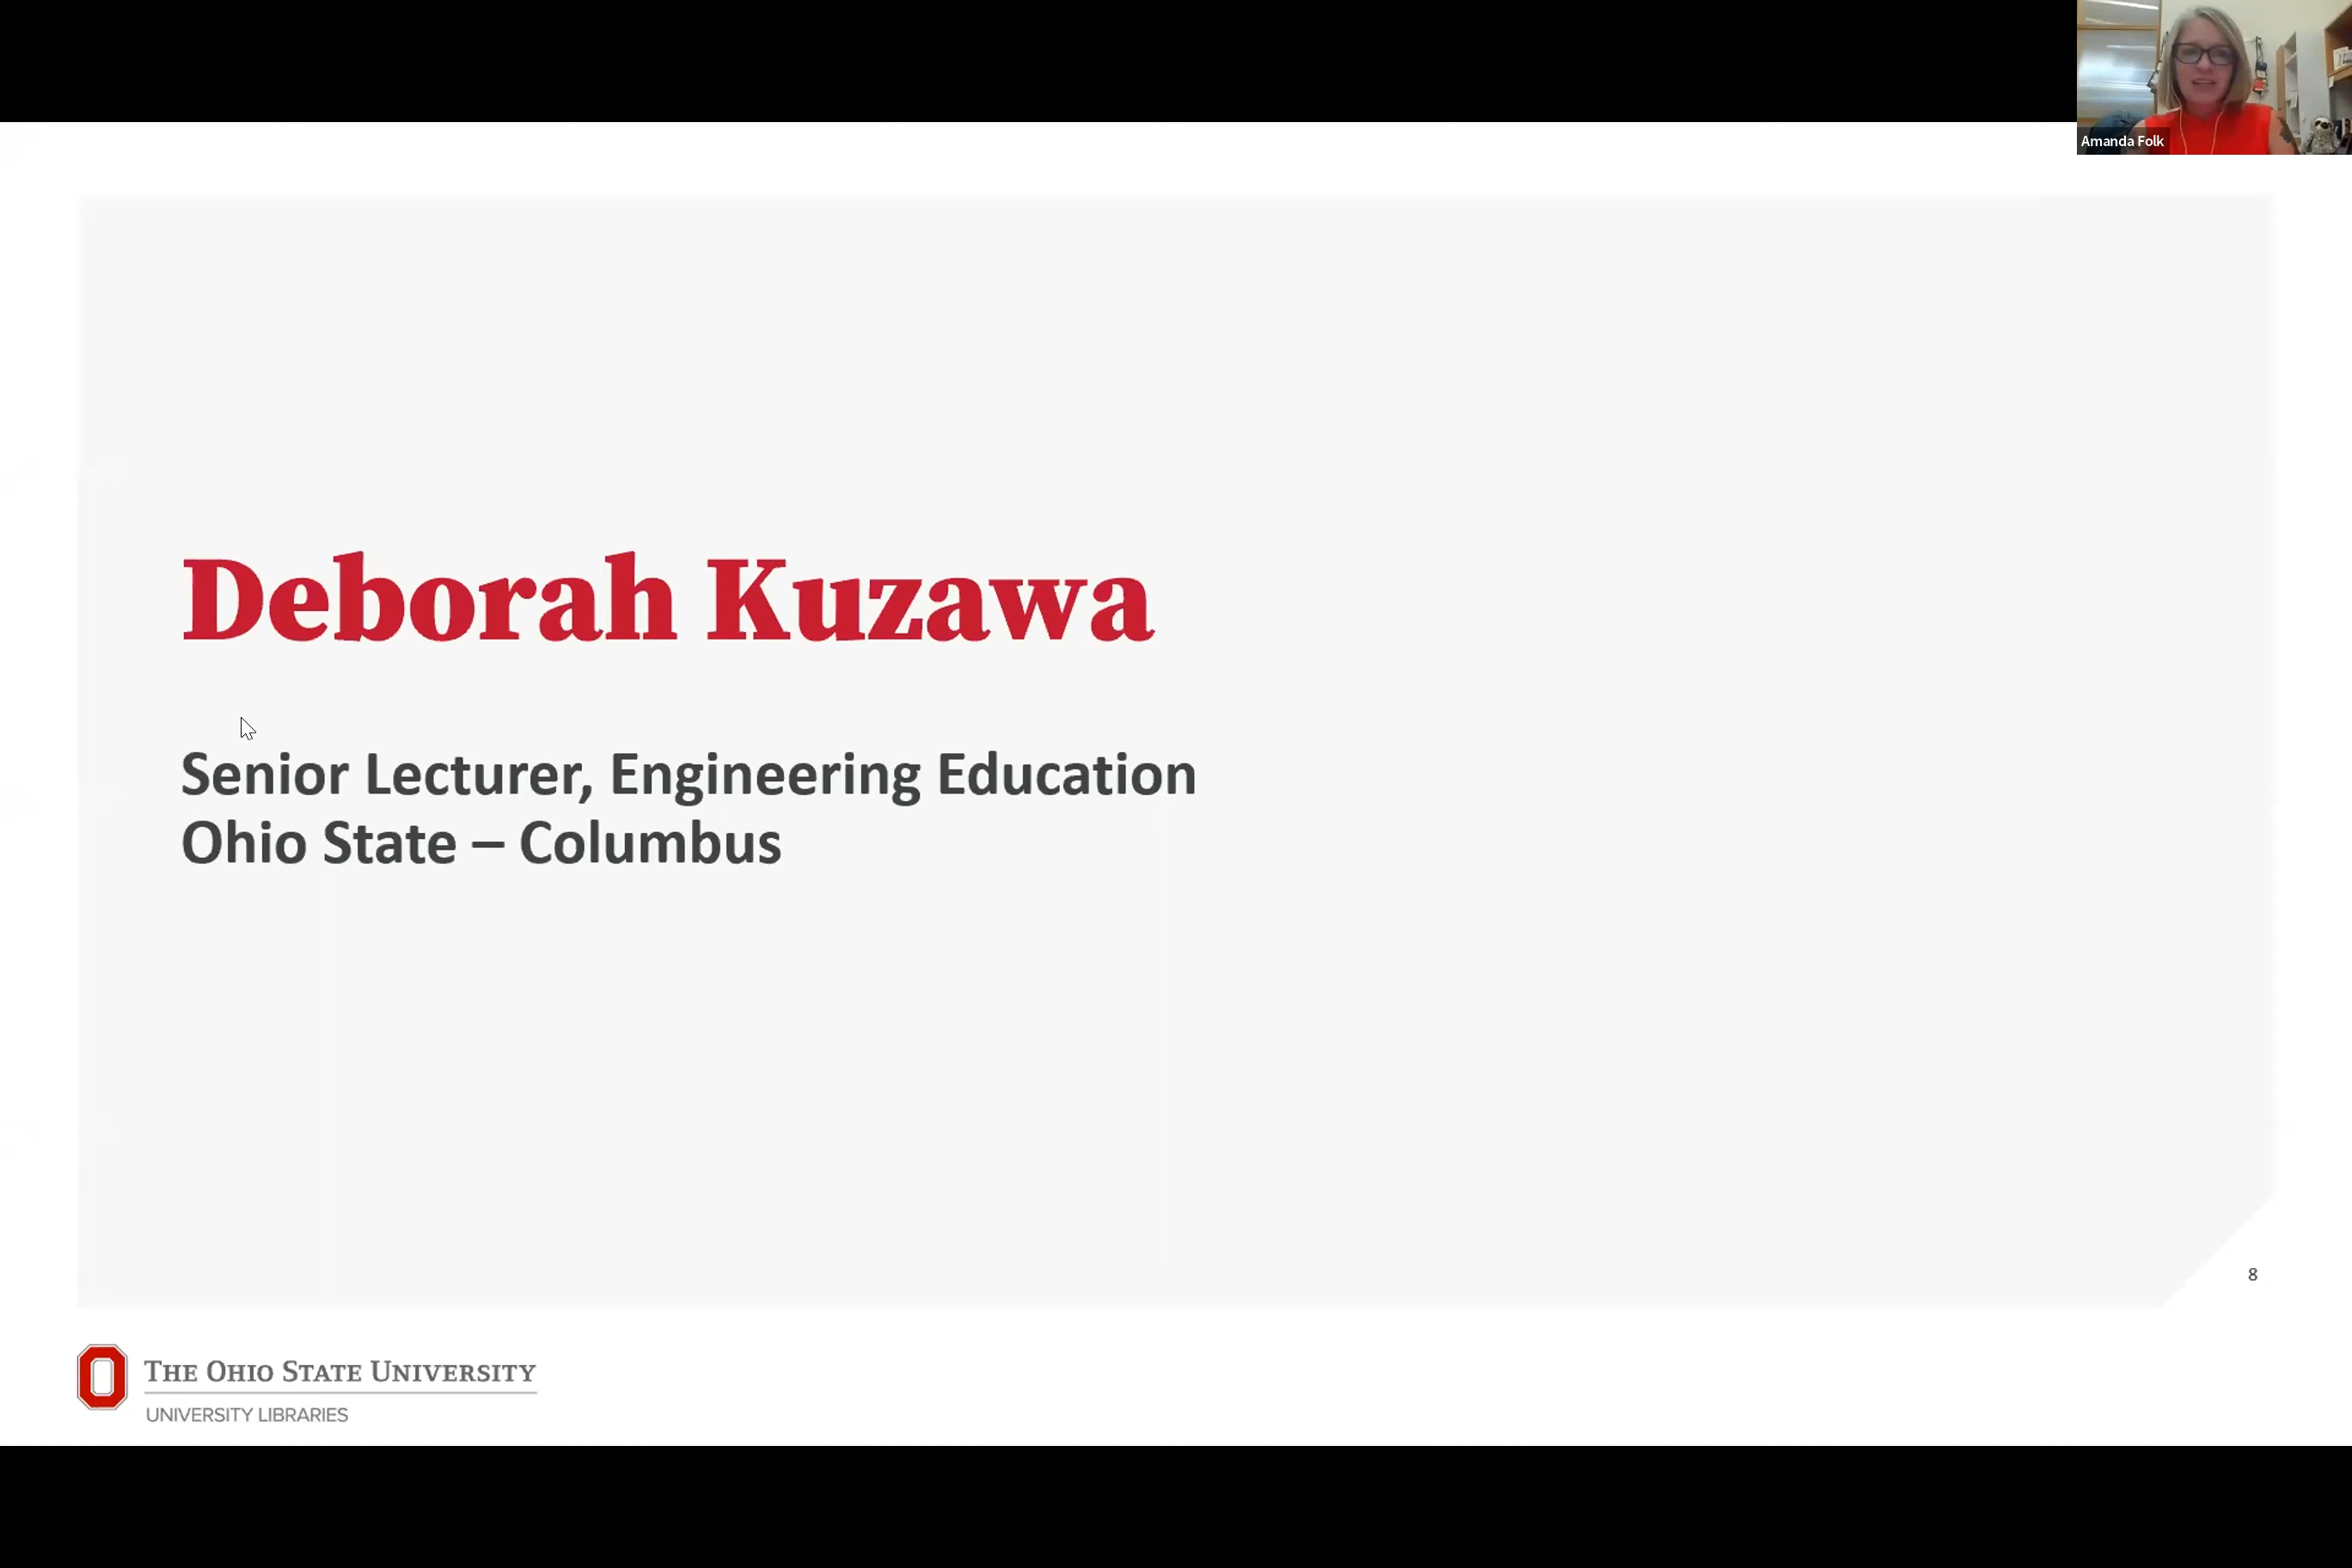 Amanda Folk
Deborah Kuzawa
Senior Lecturer, Engineering Education
Ohio State – Columbus
8
THE OHIO STATE UNIVERSITY
UNIVERSITY LIBRARIES